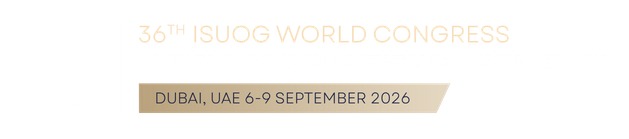 36TH ISUOG WORLD CONGRESS
DUBAI, UAE 6-9 SEPTEMBER 2026